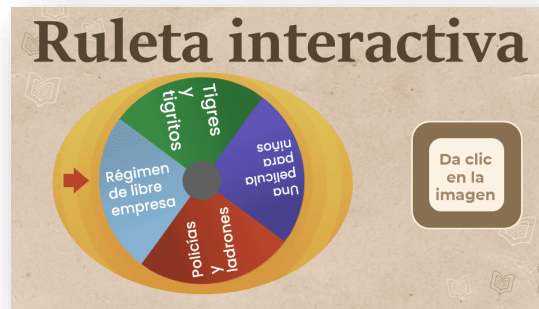 Ruleta interactiva
Tigres
y
tigritos
Una
película
para
niños
Régimen
de libre
empresa
Policías
y
ladrones
Da clic
en la
imagen